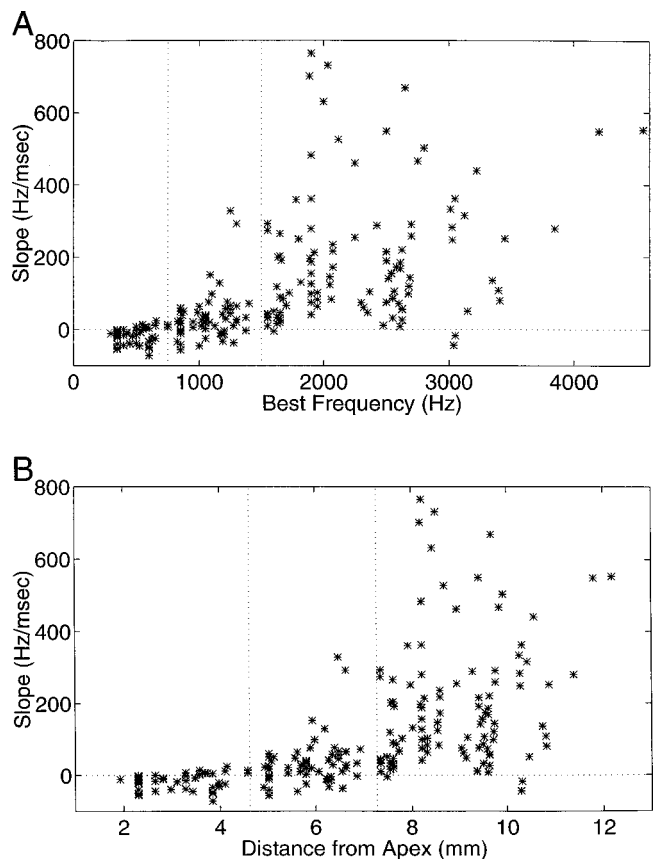 A
800
600
400
200
0
Slope (Hz/msec)
0 1000 2000 3000 4000
Best Frequency (Hz)
B
800
600
400
200
0
Slope (Hz/msec)
2 4 6 8 10 12
Distance from Apex (mm)